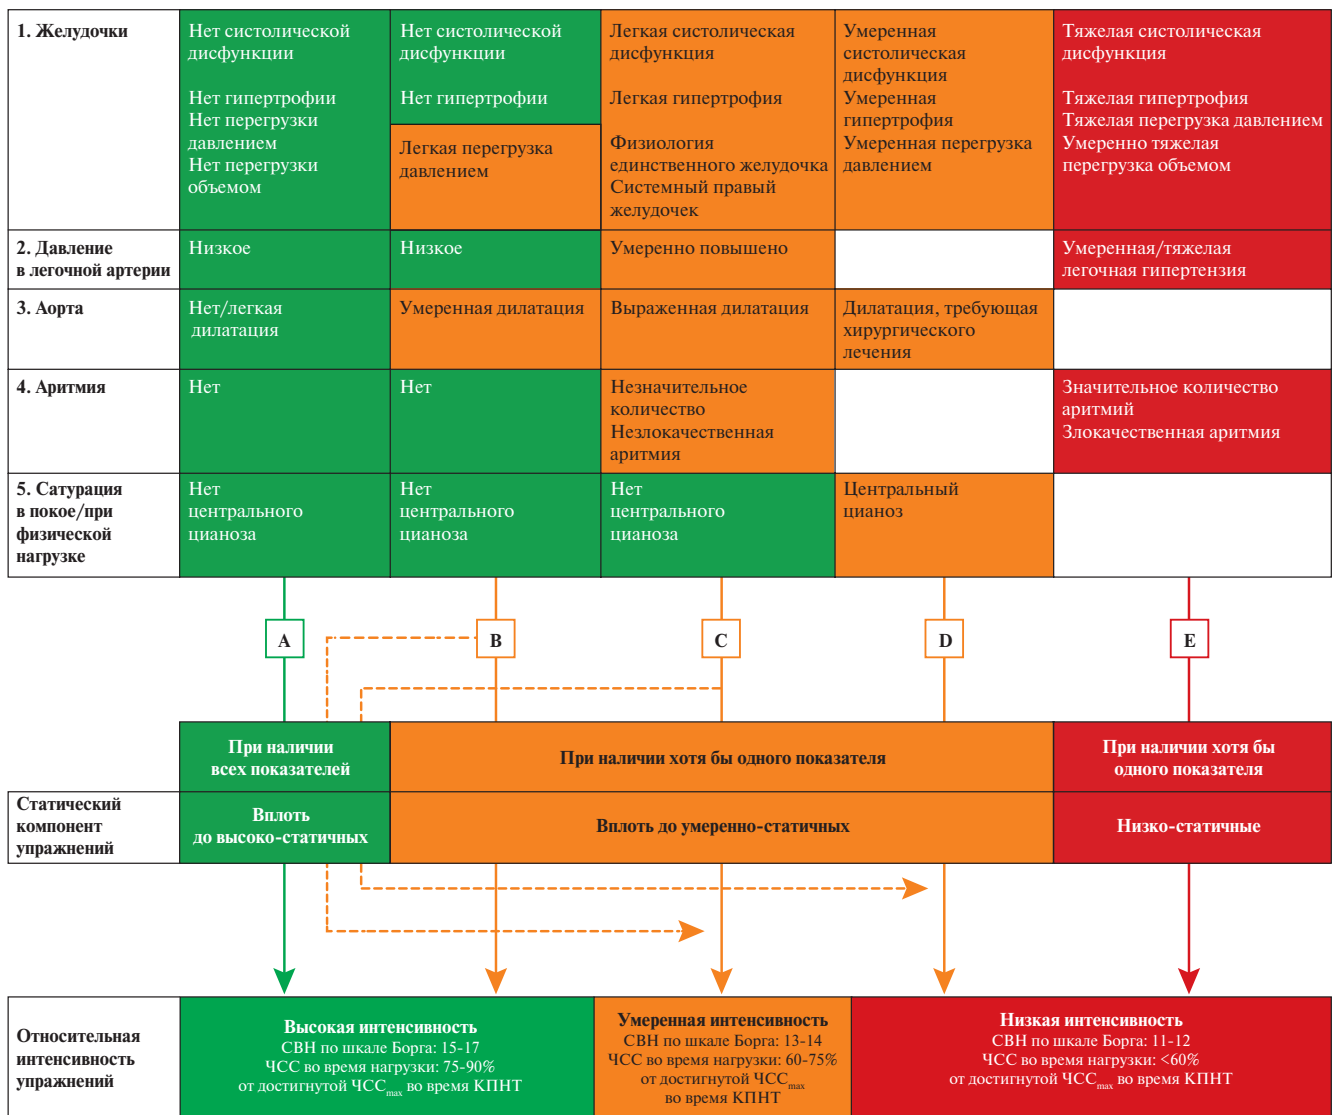 1. Желудочки
Нет систолической
дисфункции
Нет гипертрофии
Нет перегрузки
давлением
Нет перегрузки
объемом
Нет систолической
дисфункции
Нет гипертрофии
Легкая перегрузка
давлением
Легкая систолическая
дисфункция
Легкая гипертрофия
Физиология
единственного желудочка
Системный правый
желудочек
Умеренная
систолическая
дисфункция
Умеренная
гипертрофия
Умеренная перегрузка
давлением
Тяжелая систолическая
дисфункция
Тяжелая гипертрофия
Тяжелая перегрузка давлением
Умеренно тяжелая
перегрузка объемом
2. Давление
в легочной артерии
Низкое
Низкое
Умеренно повышено
Умеренная/тяжелая
легочная гипертензия
3. Аорта
Нет/легкая
дилатация
Умеренная дилатация
Выраженная дилатация
Дилатация, требующая
хирургического
лечения
4. Аритмия
Нет
Нет
Незначительное
количество
Незлокачественная
аритмия
Значительное количество
аритмий
Злокачественная аритмия
5. Сатурация
в покое/при
физической
нагрузке
Нет
центрального
цианоза
Нет
центрального
цианоза
Нет
центрального
цианоза
Центральный
цианоз
A
B
C
D
E
При наличии
всех показателей
При наличии хотя бы одного показателя
При наличии хотя бы
одного показателя
Статический
компонент
упражнений
Вплоть
до высоко-статичных
Вплоть до умеренно-статичных
Низко-статичные
Относительная
интенсивность
упражнений
Высокая интенсивность
СВН по шкале Борга: 15-17
ЧСС во время нагрузки: 75-90%
от достигнутой ЧССmax во время КПНТ
Умеренная интенсивность
СВН по шкале Борга: 13-14
ЧСС во время нагрузки: 60-75%
от достигнутой ЧССmax
во время КПНТ
Низкая интенсивность
СВН по шкале Борга: 11-12
ЧСС во время нагрузки: <60%
от достигнутой ЧССmax во время КПНТ